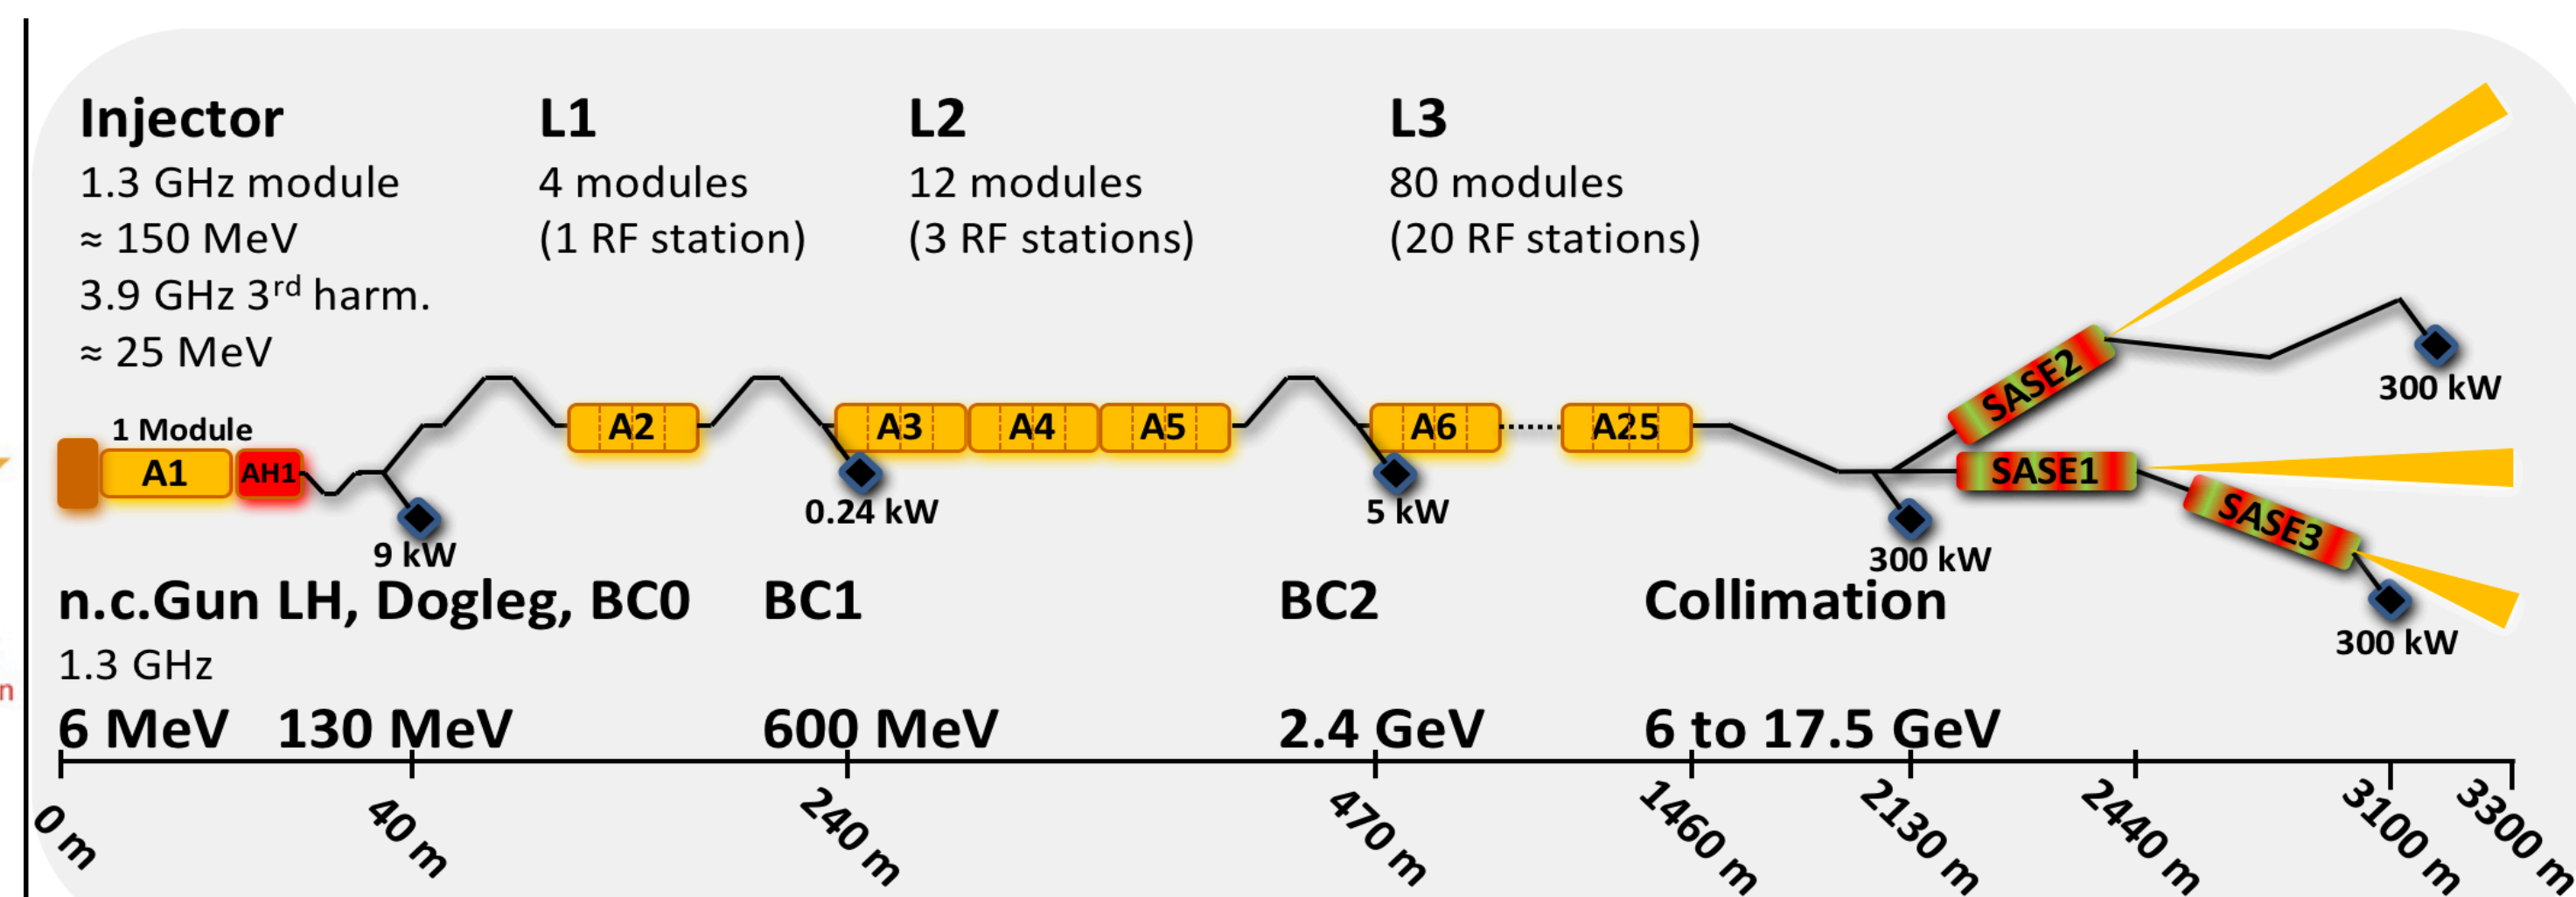 Injector
1.3 GHz module
≈ 150 MeV
3.9 GHz 3rd harm.
≈ 25 MeV
L1
4 modules
(1 RF station)
L2
12 modules
(3 RF stations)
L3
80 modules
(20 RF stations)
1 Module
A1
AH1
A2
A3
A4
A5
A6
A25
SASE2
SASE1
SASE3
9 kW
0.24 kW
5 kW
300 kW
300 kW
300 kW
n.c.Gun LH, Dogleg, BC0
BC1
BC2
Collimation
1.3 GHz
6 MeV
130 MeV
600 MeV
2.4 GeV
6 to 17.5 GeV
0 m
40 m
240 m
470 m
1460 m
2130 m
2440 m
3100 m
3300 m
n